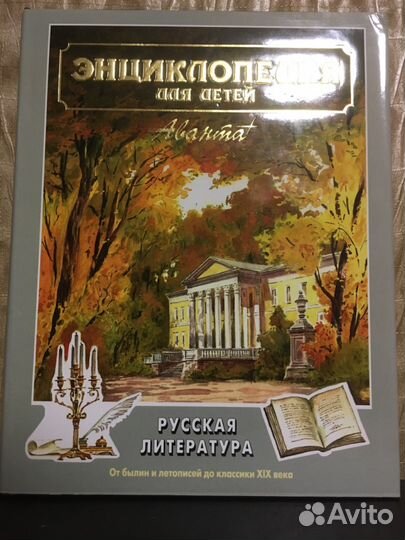 ЭНЦИКЛОПЕДИЯ
ДЛЯ ДЕТЕЙ
Аванта+
РУССКАЯ
ЛИТЕРАТУРА
От былин и летописей до классики XIX века
Avito